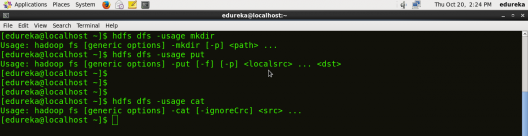 Applications Places System Thu Oct 20, 2:24 PM edureka
edureka@localhost:~
File Edit View Search Terminal Help
[edureka@localhost ~]$ hdfs dfs -usage mkdir
Usage: hadoop fs [generic options] -mkdir [-p] <path> ...
[edureka@localhost ~]$ hdfs dfs -usage put
Usage: hadoop fs [generic options] -put [-f] [-p] <localsrc> ... <dst>
[edureka@localhost ~]$
[edureka@localhost ~]$
[edureka@localhost ~]$
[edureka@localhost ~]$ hdfs dfs -usage cat
Usage: hadoop fs [generic options] -cat [-ignoreCrc] <src> ...
[edureka@localhost ~]$